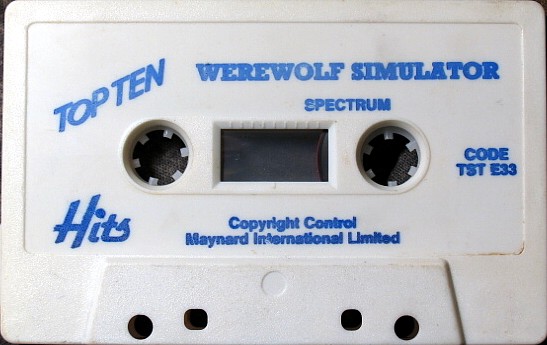 TOP TEN
WEREWOLF SIMULATOR
SPECTRUM
CODE
TST E33
Hits
Copyright Control
Maynard International Limited